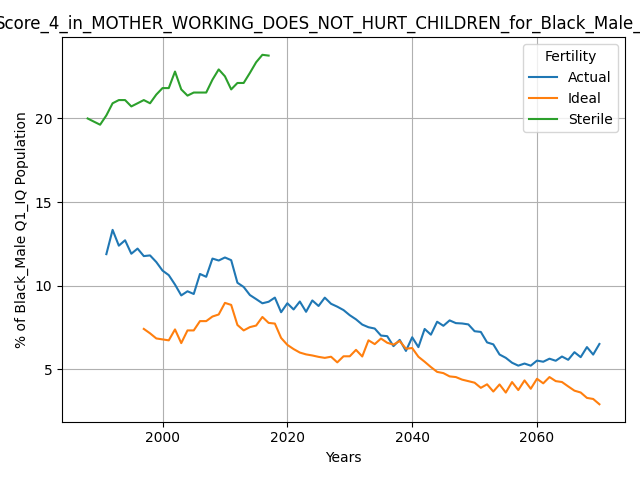 Score_4_in_MOTHER_WORKING_DOES_NOT_HURT_CHILDREN_for_Black_Male_
Fertility
Actual
Ideal
Sterile
% of Black_Male Q1_IQ Population
20
15
10
5
2000 2020 2040 2060
Years